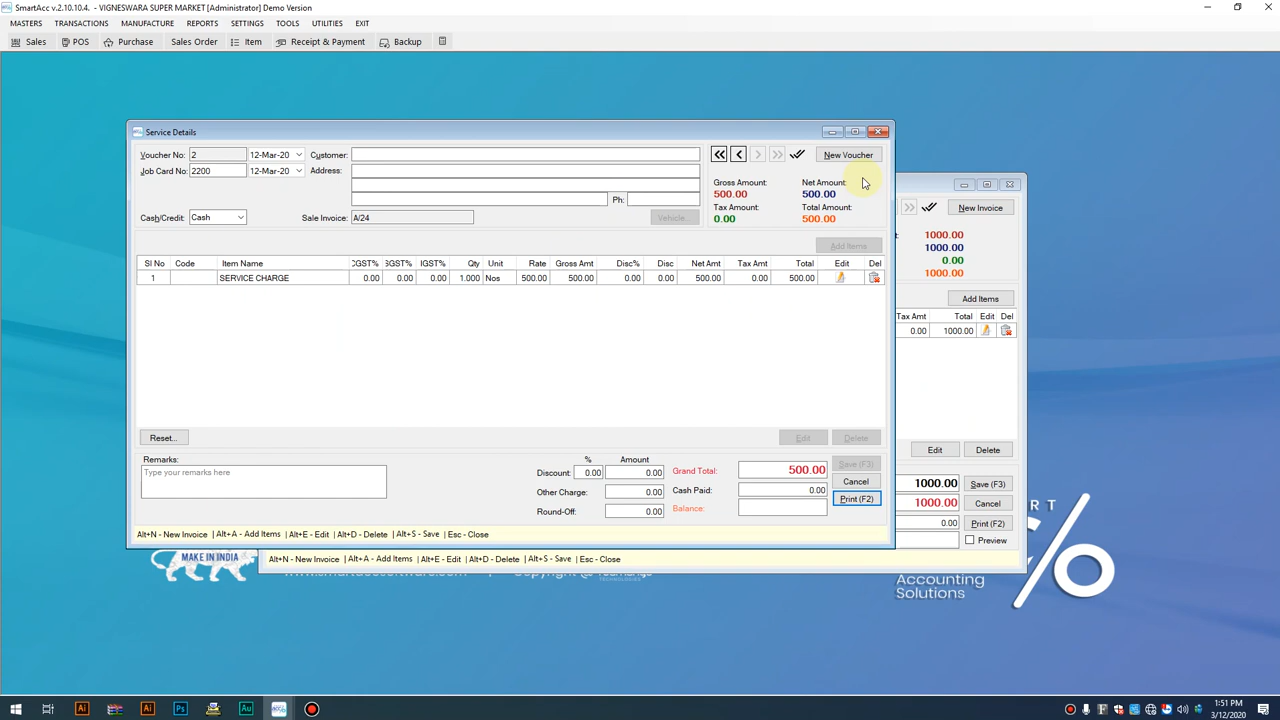 SmartAcc v.2.10.10.4. - VIGNESWARA SUPER MARKET [Administrator] Demo Version
MASTERS TRANSACTIONS MANUFACTURE REPORTS SETTINGS TOOLS UTILITIES EXIT
Sales POS Purchase Sales Order Item Receipt & Payment Backup
Service Details
Voucher No: 2 12-Mar-20 Customer: New Voucher
Job Card No: 2200 12-Mar-20 Address:
Gross Amount: Net Amount:
500.00 500.00
Ph:
Tax Amount: Total Amount:
0.00 500.00
Cash/Credit: Cash Sale Invoice: A/24 Vehicle...
Add Items
Sl No Code Item Name CGST% SGST% IGST% Qty Unit Rate Gross Amt Disc% Disc Net Amt Tax Amt Total Edit Del
1 SERVICE CHARGE 0.00 0.00 0.00 1.000 Nos 500.00 500.00 0.00 0.00 500.00 0.00 500.00
Reset... Edit Delete
Remarks: % Amount
Type your remarks here
Discount: 0.00 0.00 Grand Total: 500.00 Save (F3)
Cancel
Other Charge: 0.00 Cash Paid: 0.00
Print (F2)
Round-Off: 0.00 Balance:
Alt+N - New Invoice | Alt+A - Add Items | Alt+E - Edit | Alt+D - Delete | Alt+S - Save | Esc - Close
New Invoice
1000.00
1000.00
0.00
1000.00
Add Items
Tax Amt Total Edit Del
0.00 1000.00
Edit Delete
1000.00 Save (F3)
1000.00 Cancel
0.00 Print (F2)
Preview
Alt+N - New Invoice | Alt+A - Add Items | Alt+E - Edit | Alt+D - Delete | Alt+S - Save | Esc - Close
MAKE IN INDIA
Accounting
Solutions
1:51 PM
3/12/2020